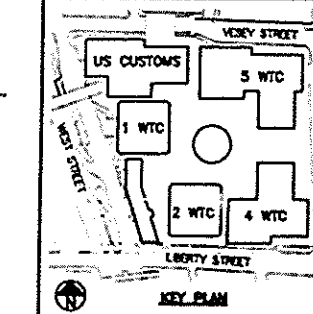 VESEY STREET
US CUSTOMS
5 WTC
1 WTC
WEST STREET
2 WTC
4 WTC
LIBERTY STREET
N
KEY PLAN